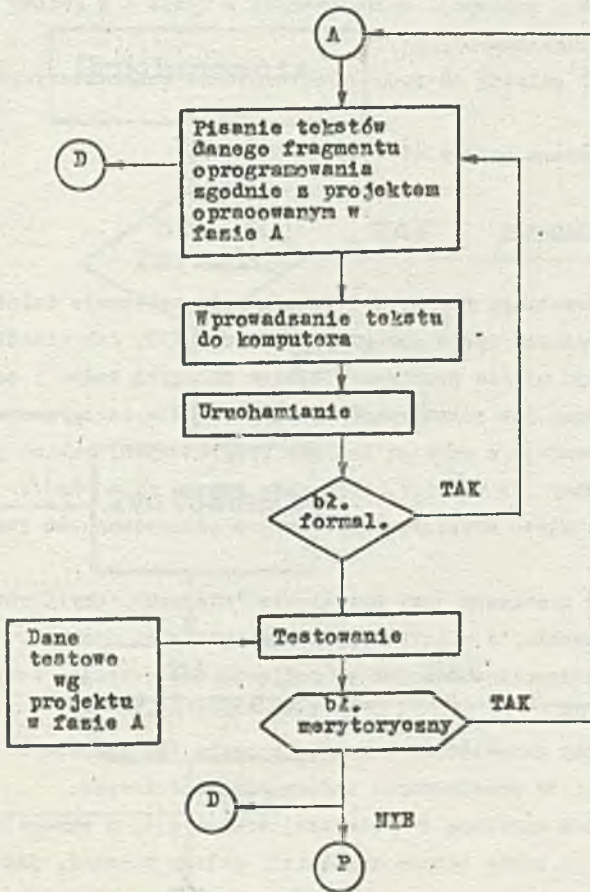 A
Pisanie tekstów
danego fragmentu
oprogramowania
zgodnie z projektem
opracowanym w
fazie A
D
Wprowadzanie tekstu
do komputera
Uruchamianie
bł.
formal.
TAK
Dane
testowe
wg
projektu
w fazie A
Testowanie
bł.
merytoryczny
TAK
D
NIE
P